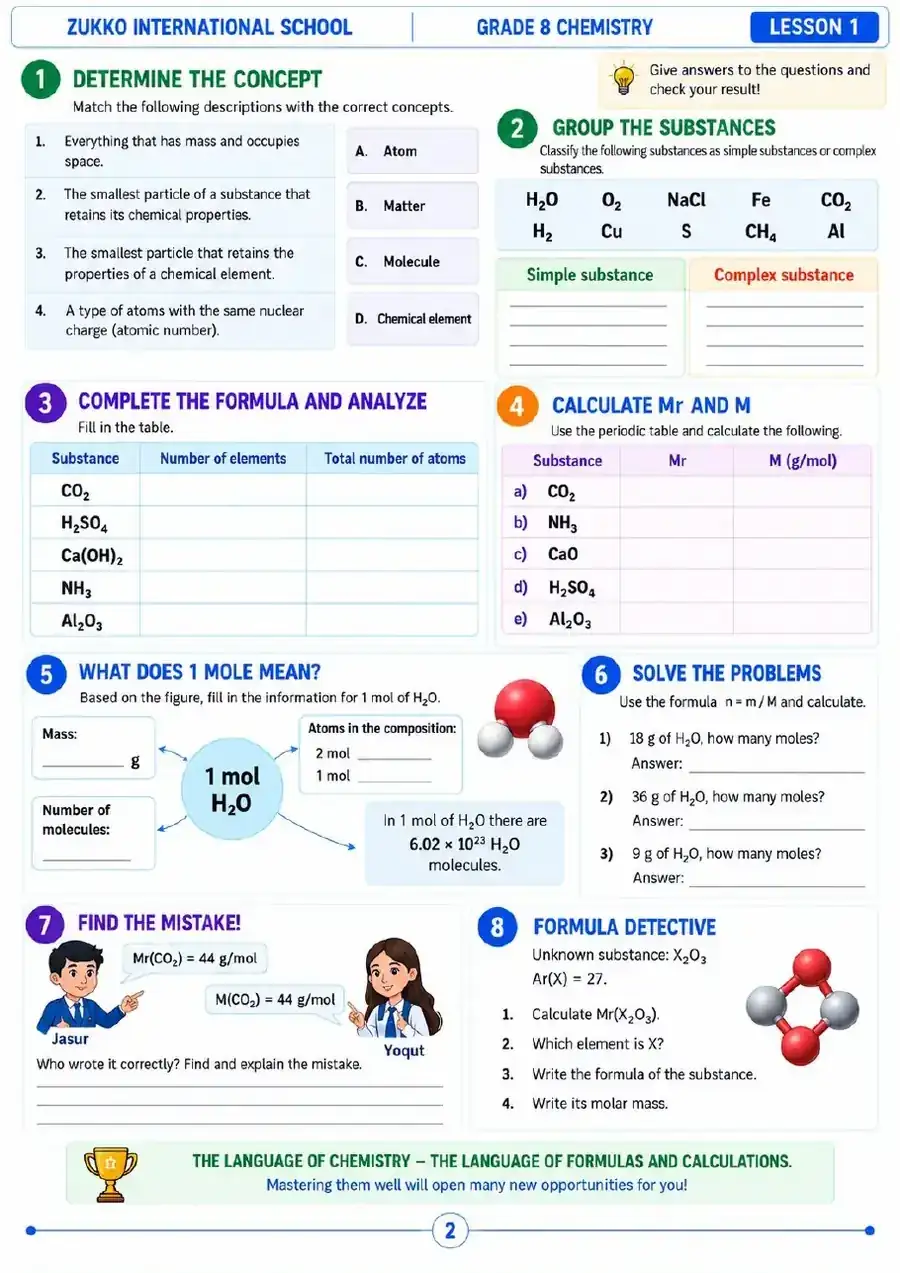 ZUKKO INTERNATIONAL SCHOOL
GRADE 8 CHEMISTRY
LESSON 1
1
DETERMINE THE CONCEPT
Match the following descriptions with the correct concepts.
1. Everything that has mass and occupies
space.
2. The smallest particle of a substance that
retains its chemical properties.
3. The smallest particle that retains the
properties of a chemical element.
4. A type of atoms with the same nuclear
charge (atomic number).
A. Atom
B. Matter
C. Molecule
D. Chemical element
Give answers to the questions and
check your result!
2
GROUP THE SUBSTANCES
Classify the following substances as simple substances or complex
substances.
H₂O O₂ NaCl Fe CO₂
H₂ Cu S CH₄ Al
Simple substance
Complex substance
3
COMPLETE THE FORMULA AND ANALYZE
Fill in the table.
Substance Number of elements Total number of atoms
CO₂
H₂SO₄
Ca(OH)₂
NH₃
Al₂O₃
4
CALCULATE Mr AND M
Use the periodic table and calculate the following.
Substance Mr M (g/mol)
a) CO₂
b) NH₃
c) CaO
d) H₂SO₄
e) Al₂O₃
5
WHAT DOES 1 MOLE MEAN?
Based on the figure, fill in the information for 1 mol of H₂O.
Mass:
________ g
Number of
molecules:
________
1 mol
H₂O
Atoms in the composition:
2 mol ________
1 mol ________
In 1 mol of H₂O there are
6.02 × 10²³ H₂O
molecules.
6
SOLVE THE PROBLEMS
Use the formula n = m / M and calculate.
1) 18 g of H₂O, how many moles?
Answer: ________
2) 36 g of H₂O, how many moles?
Answer: ________
3) 9 g of H₂O, how many moles?
Answer: ________
7
FIND THE MISTAKE!
Mr(CO₂) = 44 g/mol
M(CO₂) = 44 g/mol
Jasur
Yoqut
Who wrote it correctly? Find and explain the mistake.
8
FORMULA DETECTIVE
Unknown substance: X₂O₃
Ar(X) = 27.
1. Calculate Mr(X₂O₃).
2. Which element is X?
3. Write the formula of the substance.
4. Write its molar mass.
THE LANGUAGE OF CHEMISTRY – THE LANGUAGE OF FORMULAS AND CALCULATIONS.
Mastering them well will open many new opportunities for you!
2